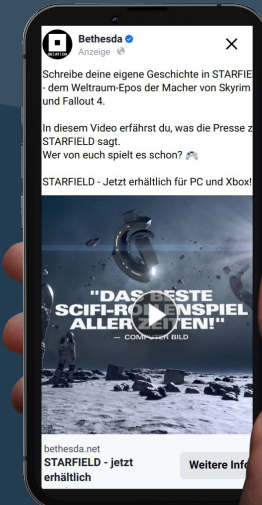 Bethesda
Anzeige ·
Schreibe deine eigene Geschichte in STARFIE
- dem Weltraum-Epos der Macher von Skyrim
und Fallout 4.
In diesem Video erfährst du, was die Presse z
STARFIELD sagt.
Wer von euch spielt es schon?
STARFIELD - Jetzt erhältlich für PC und Xbox!
"DAS BESTE
SCIFI-ROLLENSPIEL
ALLER ZEITEN!"
— COMPUTER BILD
bethesda.net
STARFIELD - jetzt
erhältlich
Weitere Info